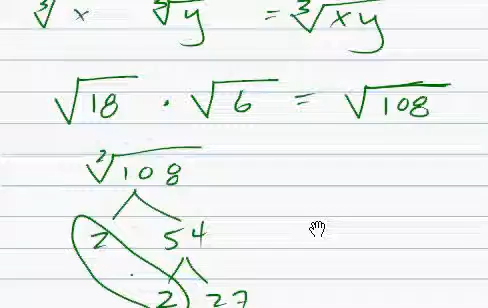 ∛x ∛y = ∛xy
√18 · √6 = √108
²√108
2 54
2 27